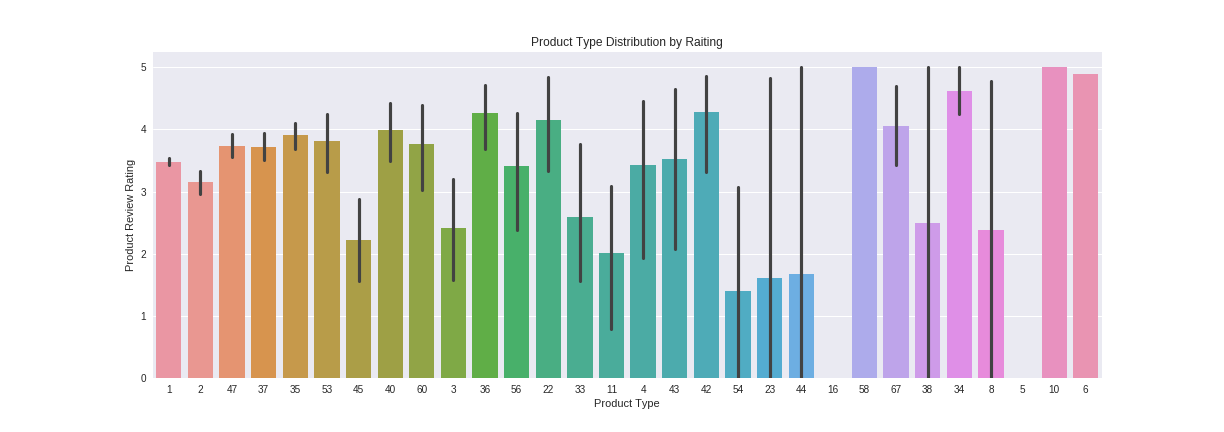 Product Type Distribution by Raiting
Product Review Rating
5
4
3
2
1
0
1 2 47 37 35 53 45 40 60 3 36 56 22 33 11 4 43 42 54 23 44 16 58 67 38 34 8 5 10 6
Product Type